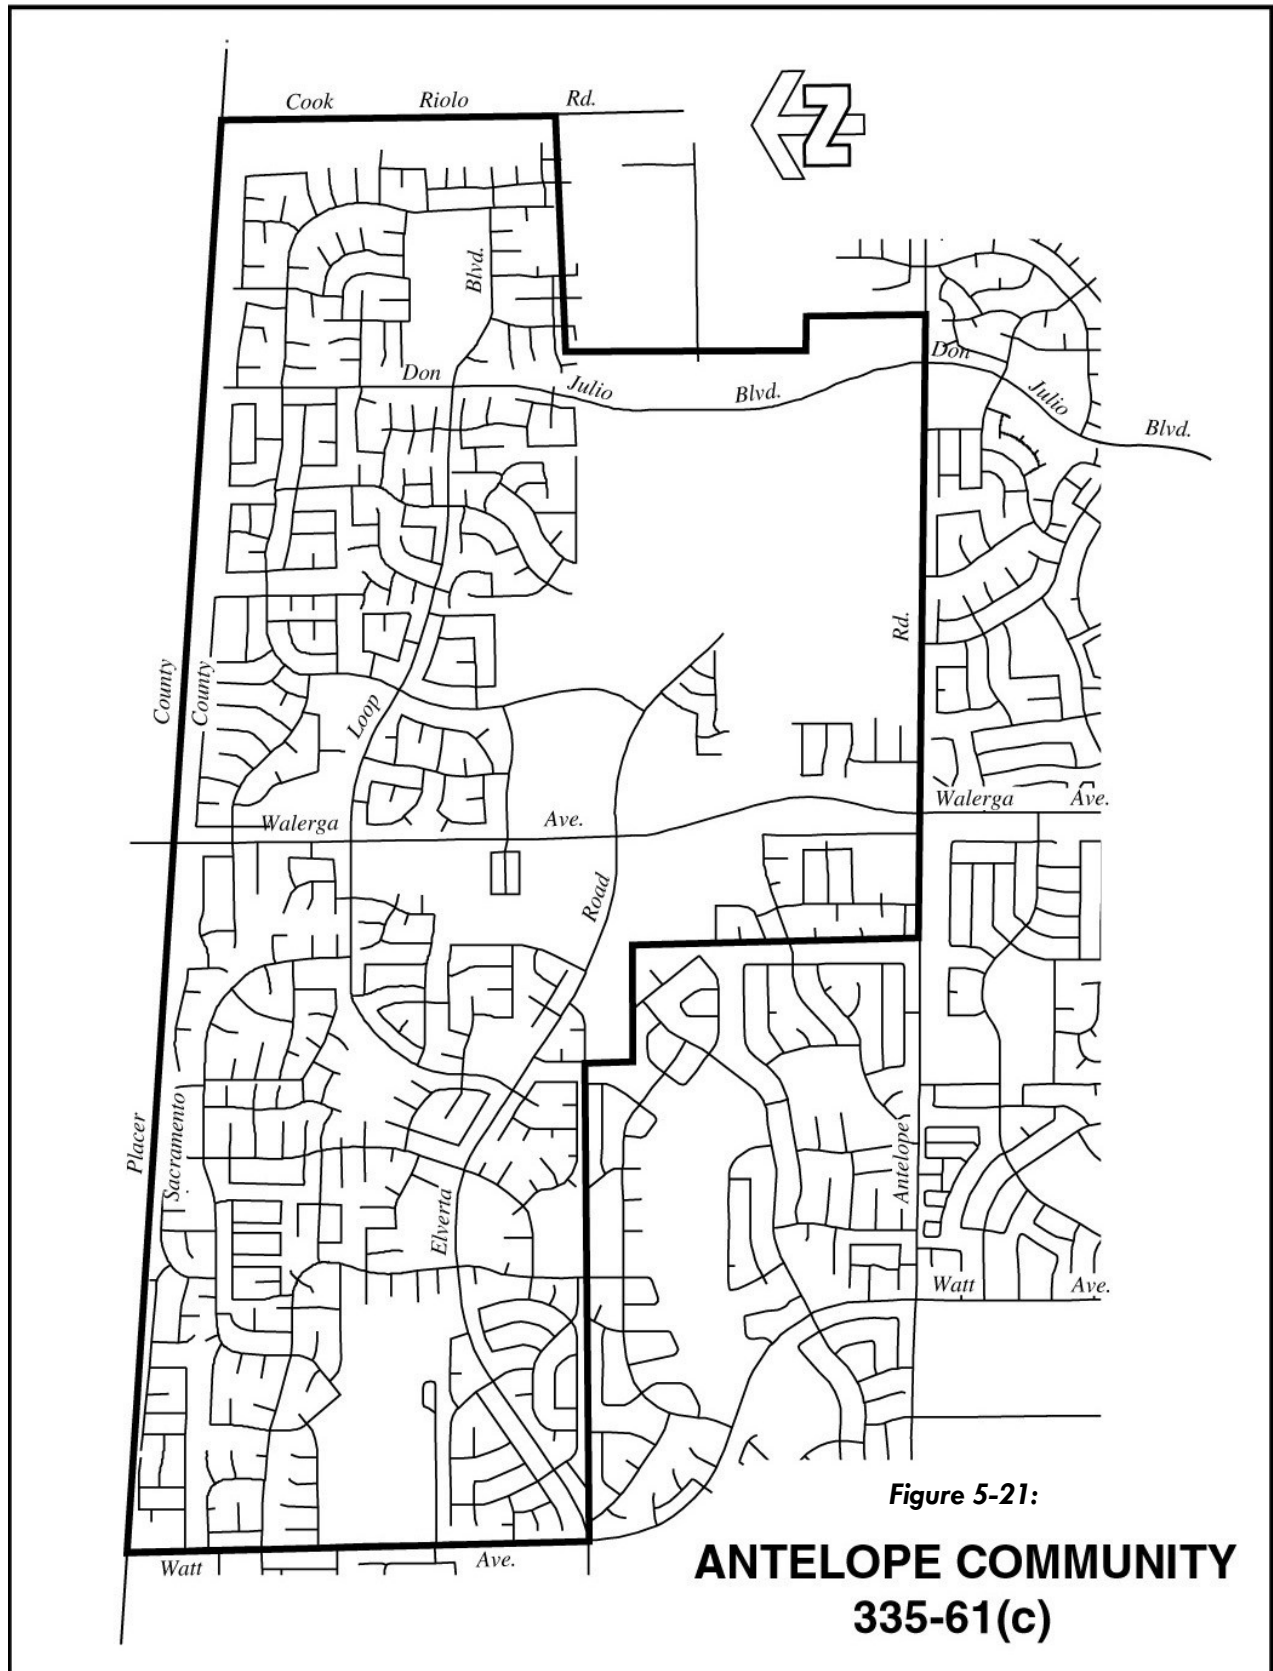 Cook Riolo Rd.
Z
Blvd.
Don Julio Blvd.
Don Julio Blvd.
County
County
Loop
Rd.
Walerga Ave.
Walerga Ave.
Road
Placer
Sacramento
Antelope
Elverta
Watt Ave.
Watt Ave.
Figure 5-21:
ANTELOPE COMMUNITY
335-61(c)